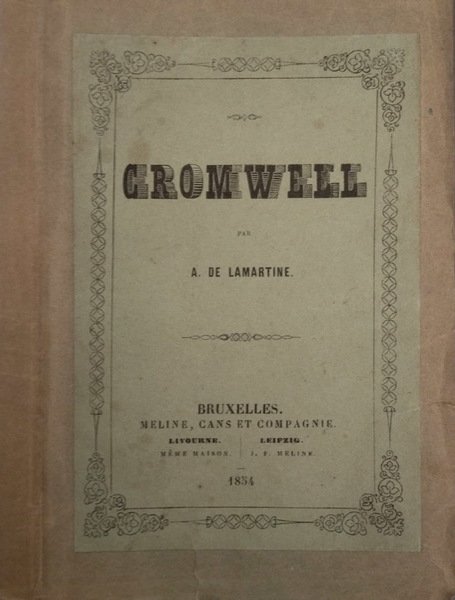 CROMWELL
PAR
A. DE LAMARTINE.
BRUXELLES.
MELINE, CANS ET COMPAGNIE.
LIVOURNE. LEIPZIG.
MÊME MAISON. J. P. MELINE
1854